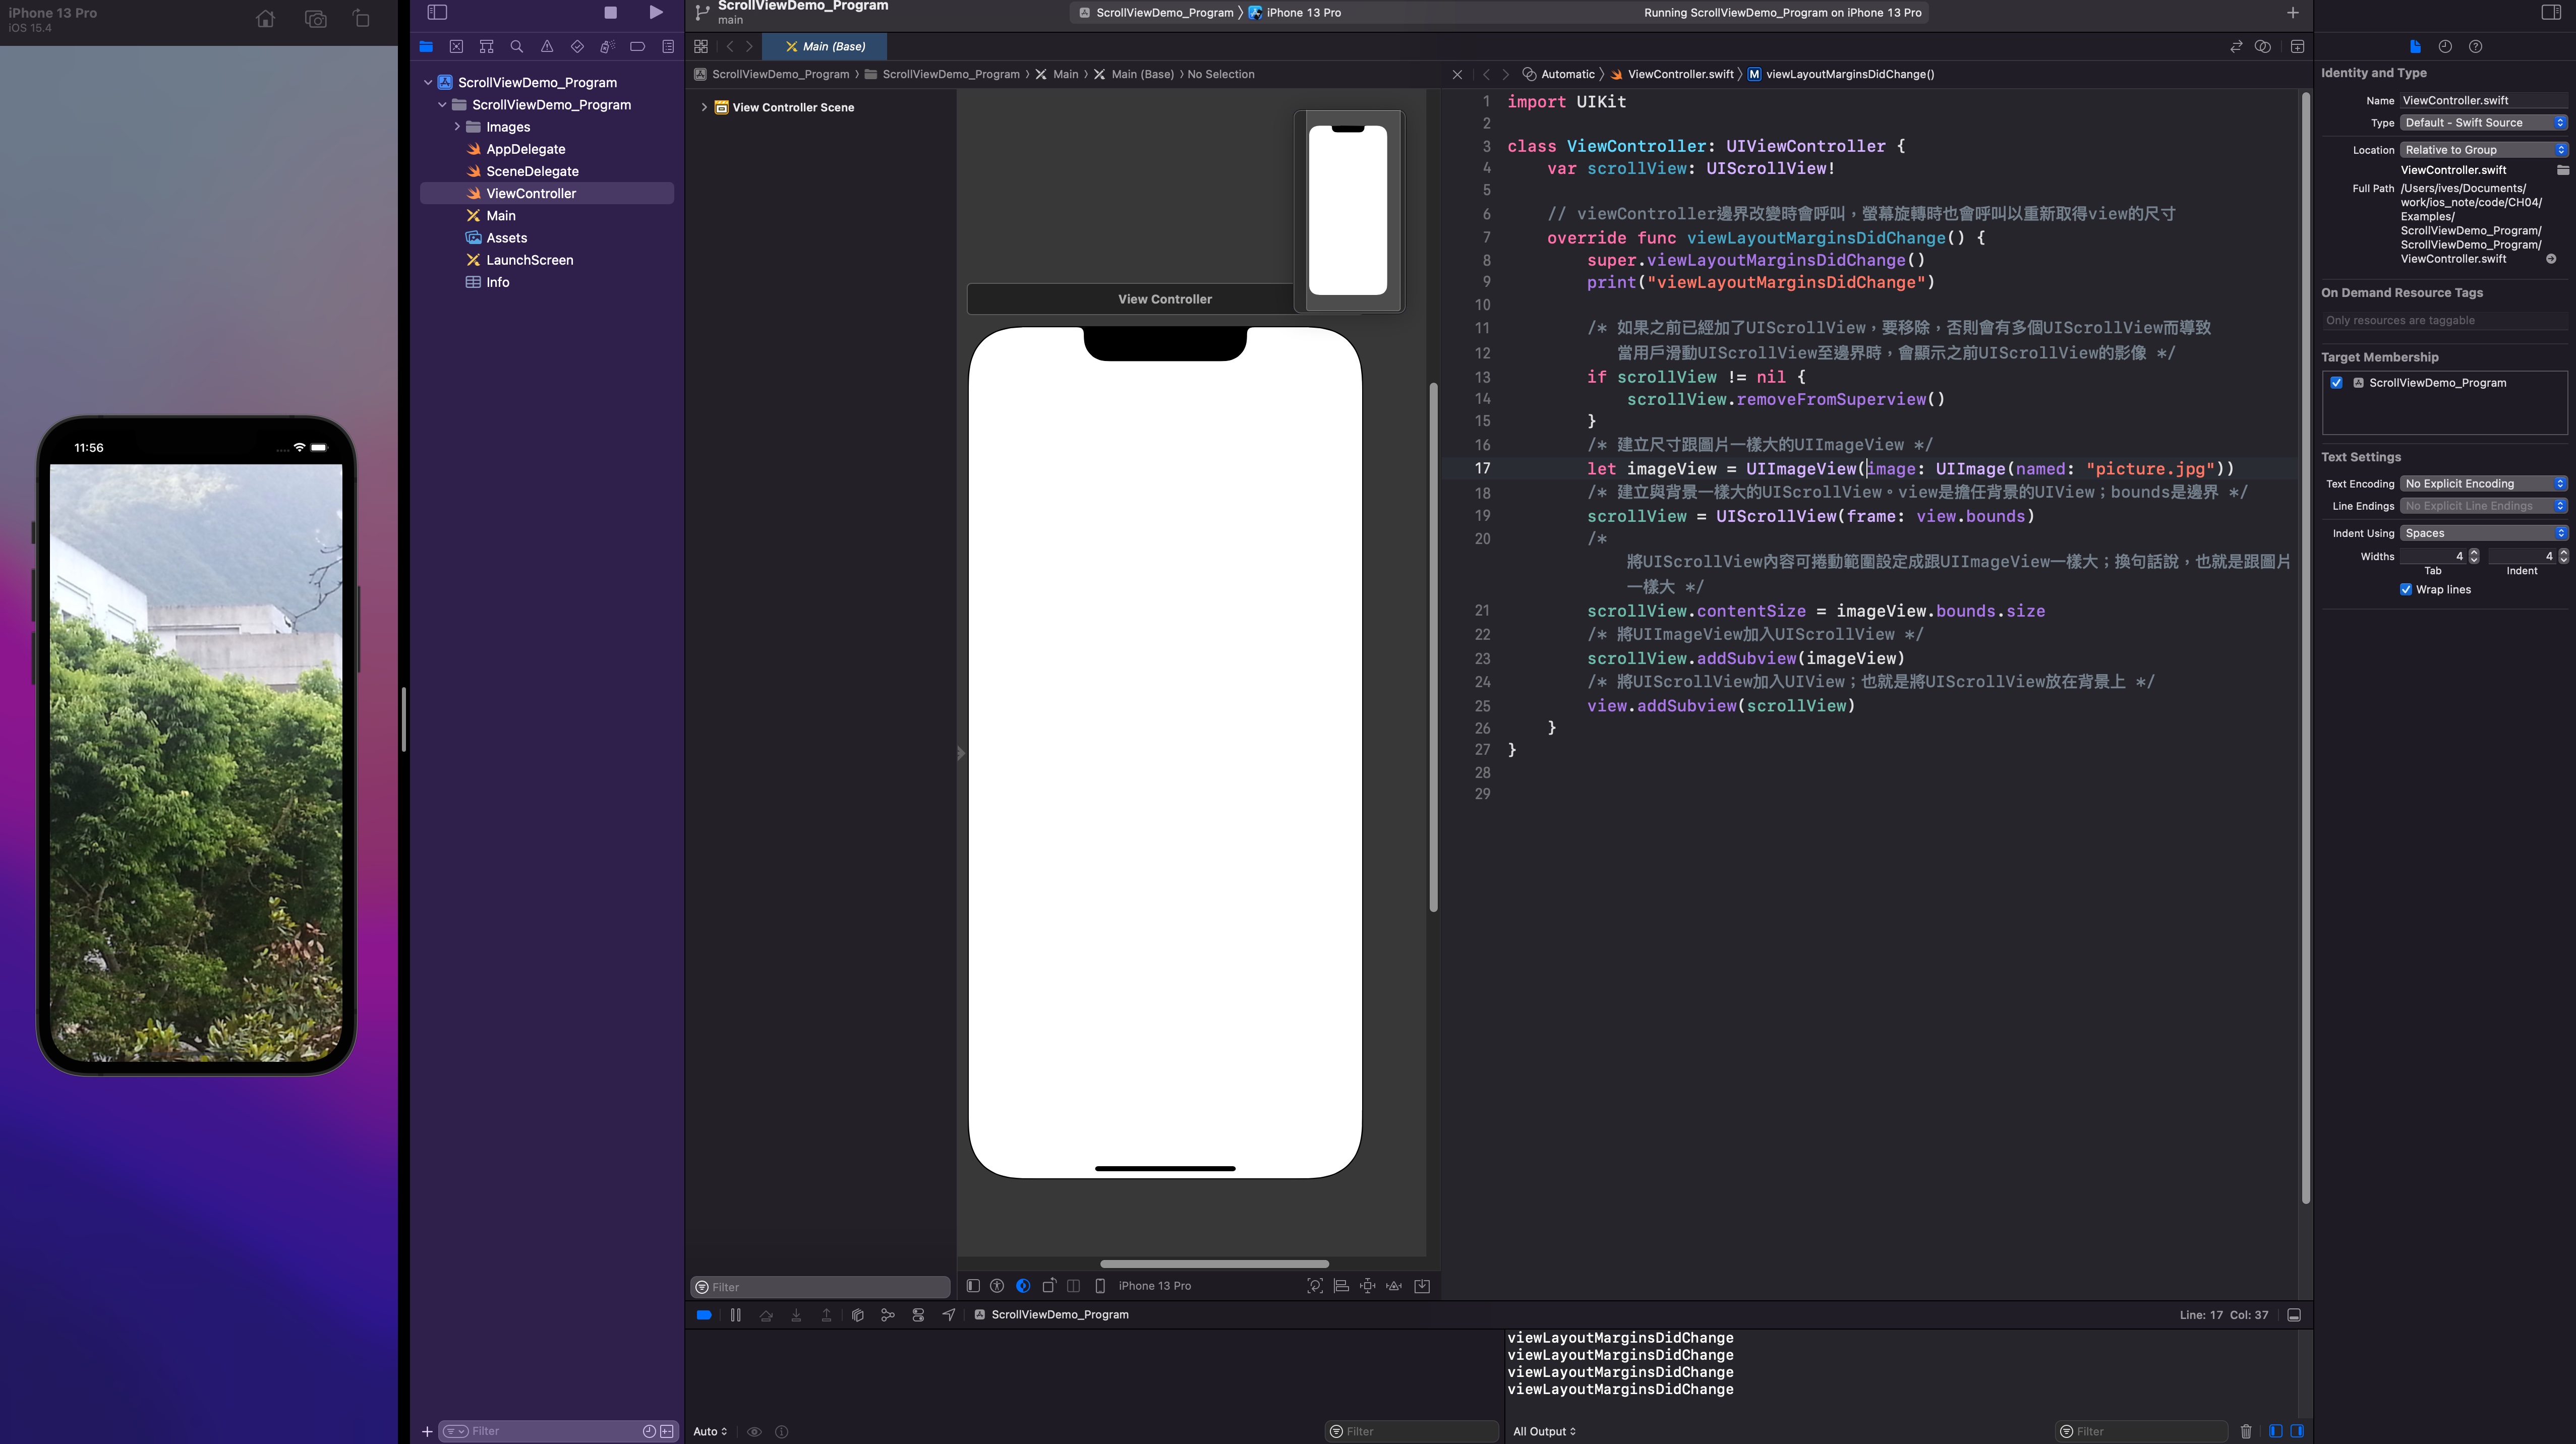 iPhone 13 Pro
iOS 15.4
11:56
ScrollViewDemo_Program
ScrollViewDemo_Program
Images
AppDelegate
SceneDelegate
ViewController
Main
Assets
LaunchScreen
Info
Filter
ScrollViewDemo_Program
main
ScrollViewDemo_Program 〉 iPhone 13 Pro
Running ScrollViewDemo_Program on iPhone 13 Pro
Main (Base)
ScrollViewDemo_Program 〉 ScrollViewDemo_Program 〉 Main 〉 Main (Base) 〉 No Selection
View Controller Scene
View Controller
Filter
iPhone 13 Pro
Automatic 〉 ViewController.swift 〉 M viewLayoutMarginsDidChange()
1 import UIKit
2
3 class ViewController: UIViewController {
4 var scrollView: UIScrollView!
5
6 // viewController邊界改變時會呼叫，螢幕旋轉時也會呼叫以重新取得view的尺寸
7 override func viewLayoutMarginsDidChange() {
8 super.viewLayoutMarginsDidChange()
9 print("viewLayoutMarginsDidChange")
10
11 /* 如果之前已經加了UIScrollView，要移除，否則會有多個UIScrollView而導致
12 當用戶滑動UIScrollView至邊界時，會顯示之前UIScrollView的影像 */
13 if scrollView != nil {
14 scrollView.removeFromSuperview()
15 }
16 /* 建立尺寸跟圖片一樣大的UIImageView */
17 let imageView = UIImageView(image: UIImage(named: "picture.jpg"))
18 /* 建立與背景一樣大的UIScrollView。view是擔任背景的UIView；bounds是邊界 */
19 scrollView = UIScrollView(frame: view.bounds)
20 /*
將UIScrollView內容可捲動範圍設定成跟UIImageView一樣大；換句話說，也就是跟圖片
一樣大 */
21 scrollView.contentSize = imageView.bounds.size
22 /* 將UIImageView加入UIScrollView */
23 scrollView.addSubview(imageView)
24 /* 將UIScrollView加入UIView；也就是將UIScrollView放在背景上 */
25 view.addSubview(scrollView)
26 }
27 }
28
29
ScrollViewDemo_Program
Line: 17 Col: 37
viewLayoutMarginsDidChange
viewLayoutMarginsDidChange
viewLayoutMarginsDidChange
viewLayoutMarginsDidChange
Auto
Filter
All Output
Filter
Identity and Type
Name ViewController.swift
Type Default - Swift Source
Location Relative to Group
ViewController.swift
Full Path /Users/ives/Documents/
work/ios_note/code/CH04/
Examples/
ScrollViewDemo_Program/
ScrollViewDemo_Program/
ViewController.swift
On Demand Resource Tags
Only resources are taggable
Target Membership
ScrollViewDemo_Program
Text Settings
Text Encoding No Explicit Encoding
Line Endings No Explicit Line Endings
Indent Using Spaces
Widths 4 4
Tab Indent
Wrap lines